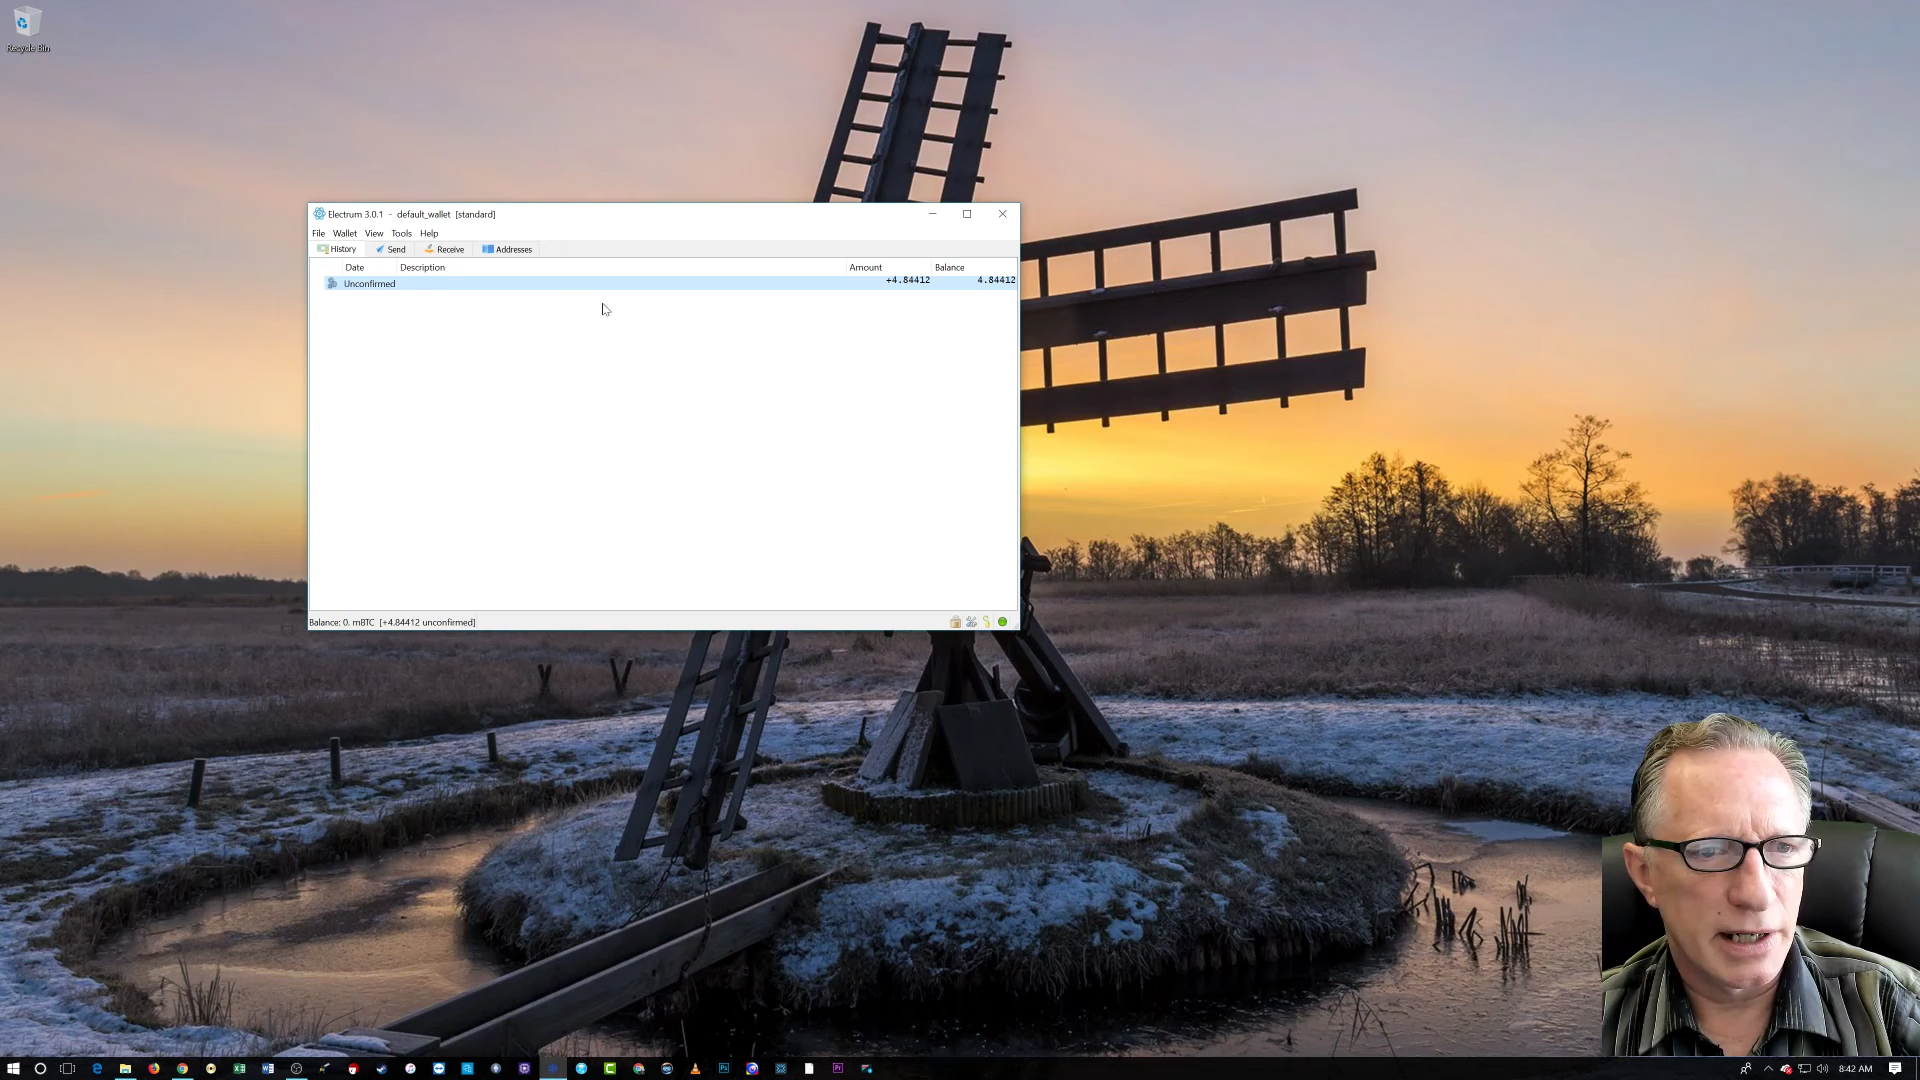 Recycle Bin
Electrum 3.0.1 - default_wallet [standard]
File Wallet View Tools Help
History Send Receive Addresses
Date Description Amount Balance
Unconfirmed +4.84412 4.84412
Balance: 0. mBTC [+4.84412 unconfirmed]
8:42 AM